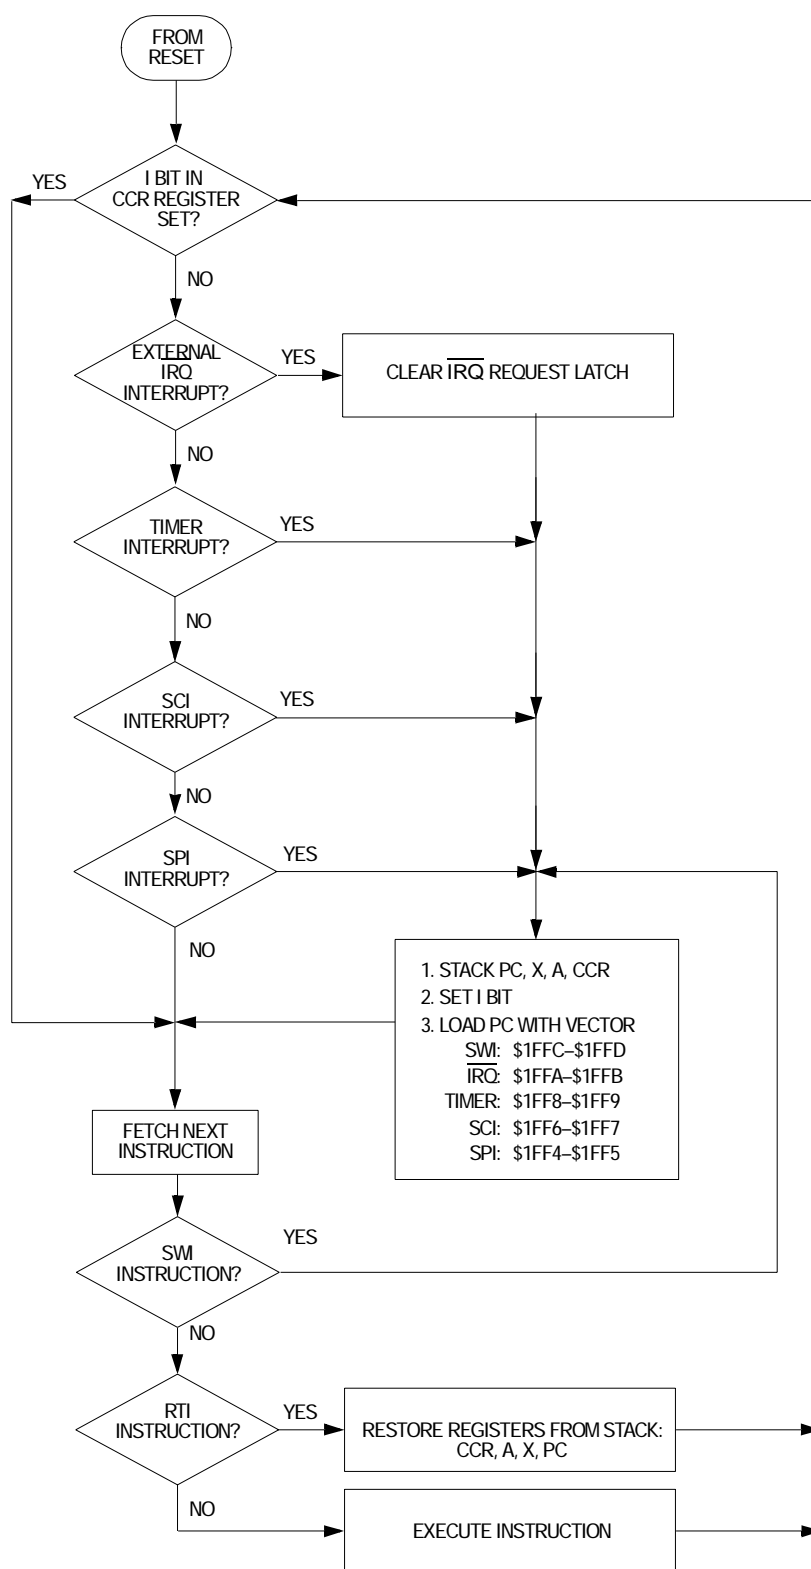 FROM
RESET
YES
I BIT IN
CCR REGISTER
SET?
NO
EXTERNAL
IRQ
INTERRUPT?
YES
CLEAR IRQ REQUEST LATCH
NO
TIMER
INTERRUPT?
YES
NO
SCI
INTERRUPT?
YES
NO
SPI
INTERRUPT?
YES
NO
1. STACK PC, X, A, CCR
2. SET I BIT
3. LOAD PC WITH VECTOR
SWI: $1FFC–$1FFD
IRQ: $1FFA–$1FFB
TIMER: $1FF8–$1FF9
SCI: $1FF6–$1FF7
SPI: $1FF4–$1FF5
FETCH NEXT
INSTRUCTION
SWI
INSTRUCTION?
YES
NO
RTI
INSTRUCTION?
YES
RESTORE REGISTERS FROM STACK:
CCR, A, X, PC
NO
EXECUTE INSTRUCTION